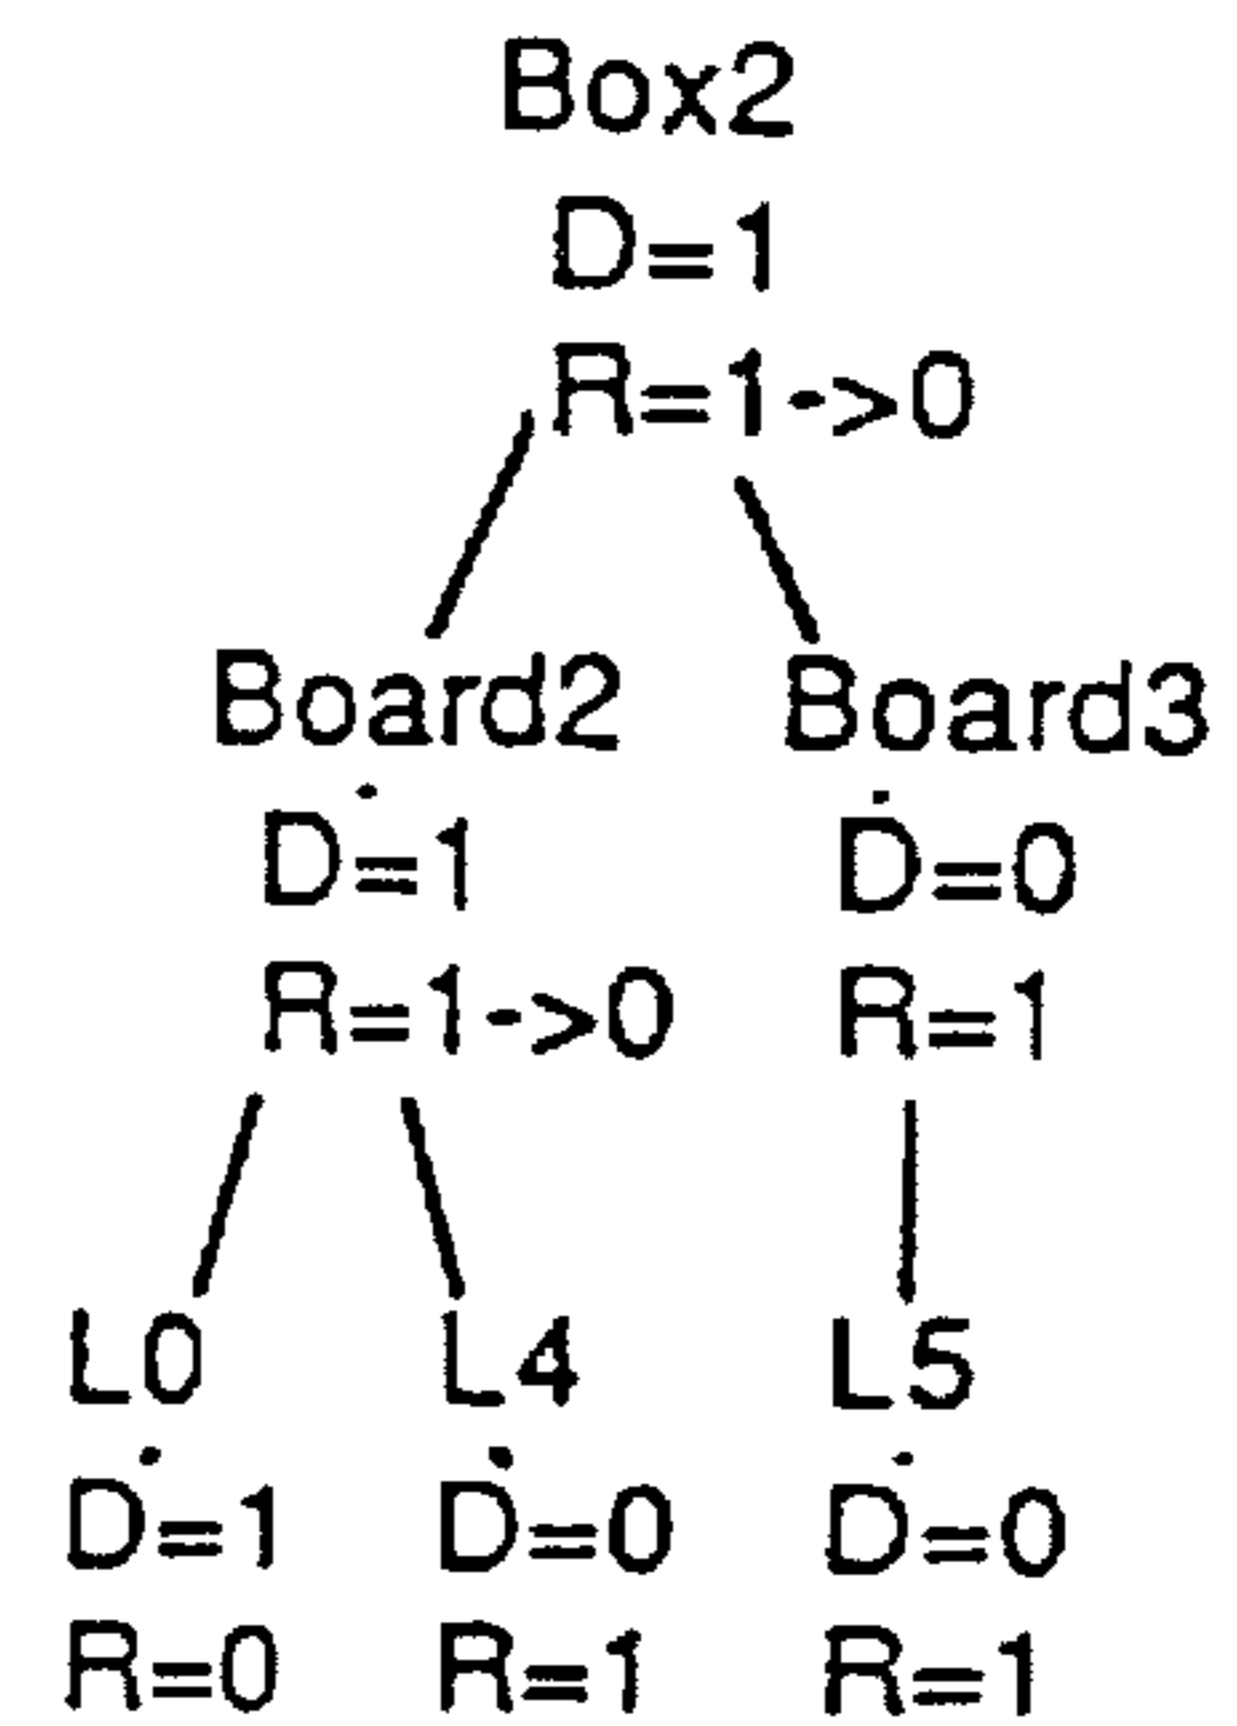 Box2
D=1
R=1->0
Board2 Board3
D=1 D=0
R=1->0 R=1
L0 L4 L5
D=1 D=0 D=0
R=0 R=1 R=1